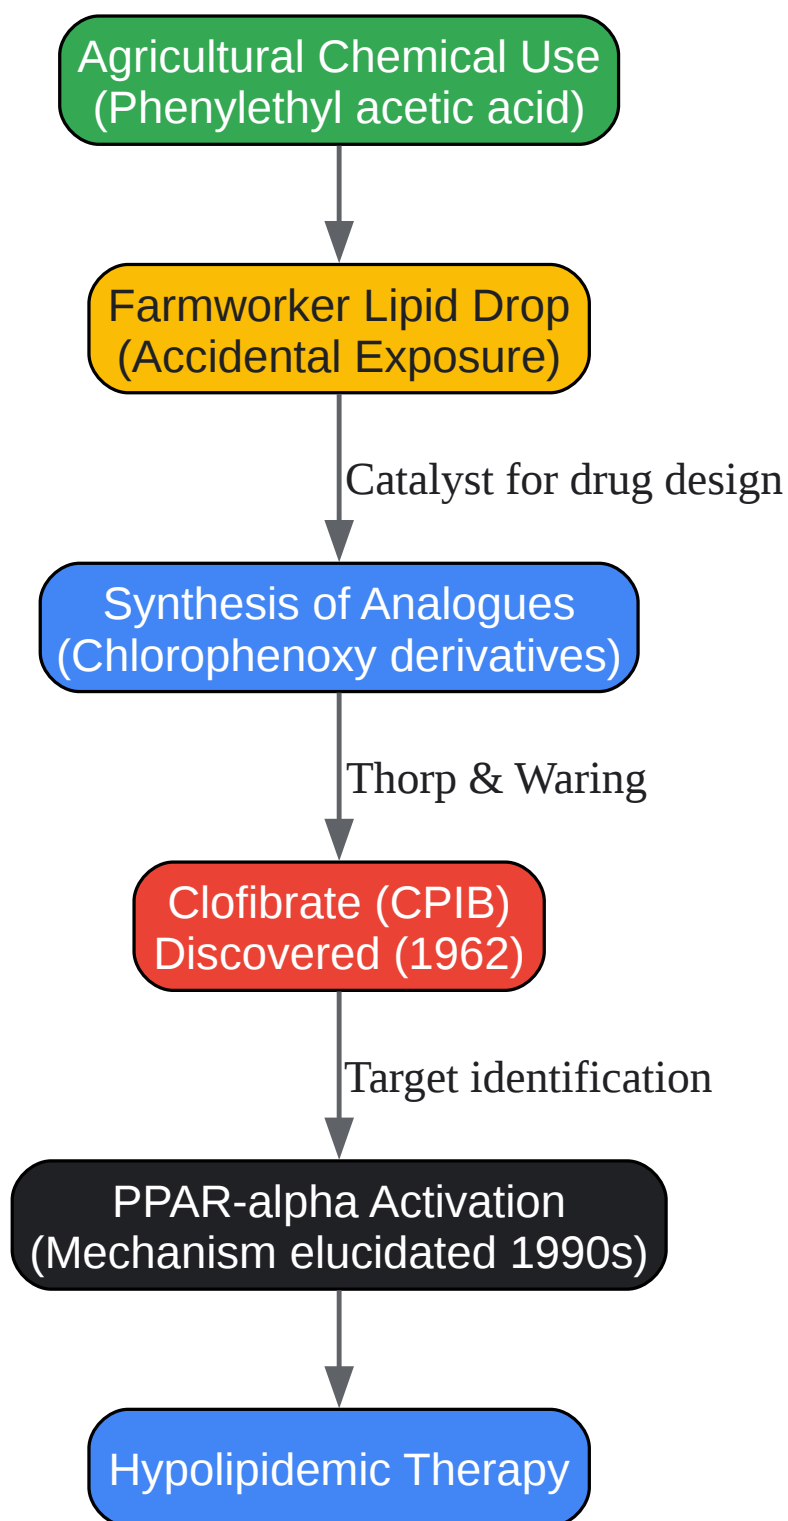 Agricultural Chemical Use
(Phenylethyl acetic acid)
Farmworker Lipid Drop
(Accidental Exposure)
Catalyst for drug design
Synthesis of Analogues
(Chlorophenoxy derivatives)
Thorp & Waring
Clofibrate (CPIB)
Discovered (1962)
Target identification
PPAR-alpha Activation
(Mechanism elucidated 1990s)
Hypolipidemic Therapy